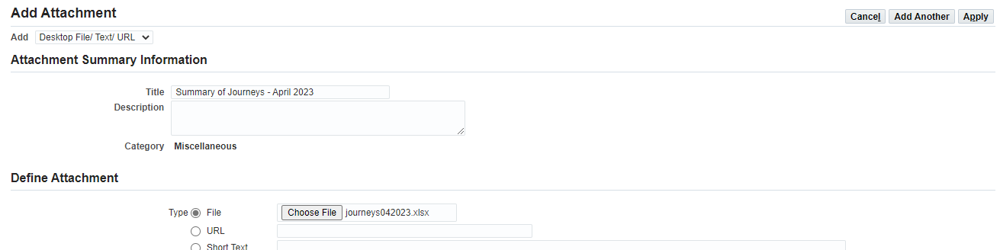 Add Attachment
Cancel Add Another Apply
Add Desktop File/ Text/ URL
Attachment Summary Information
Title Summary of Journeys - April 2023
Description
Category Miscellaneous
Define Attachment
Type File Choose File journeys042023.xlsx
URL
Short Text